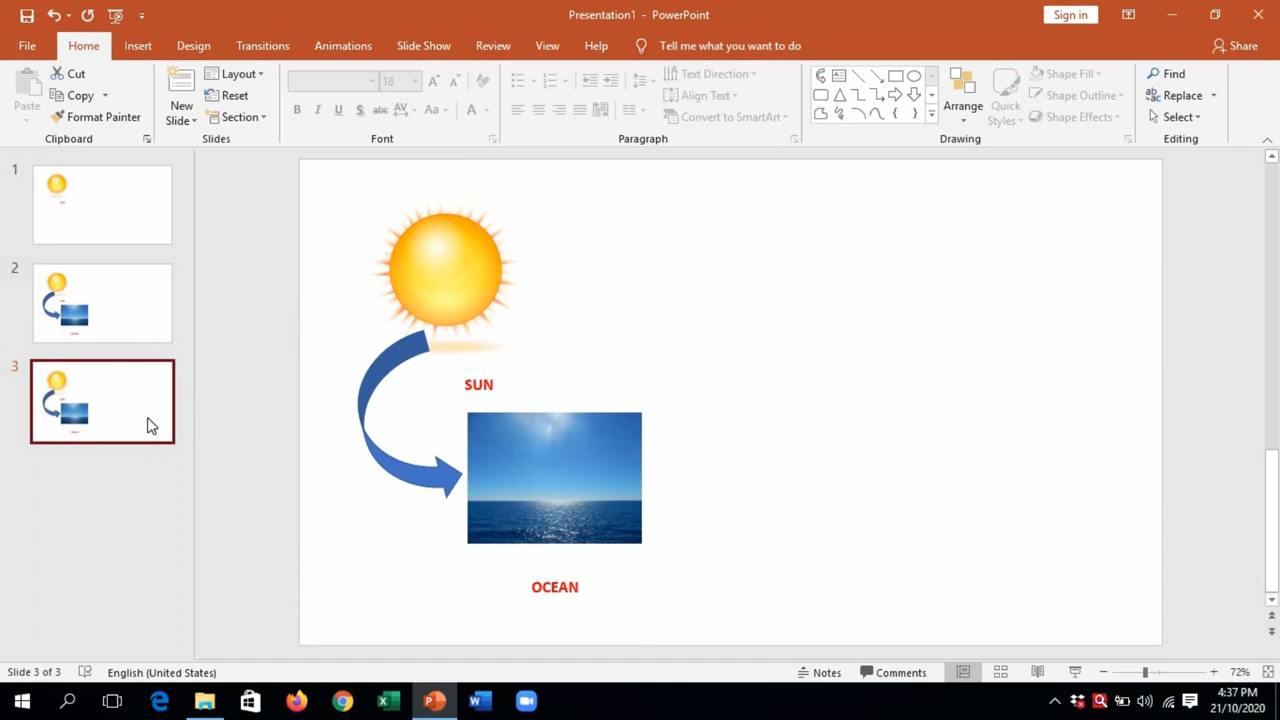 Presentation1 - PowerPoint
Sign in
File Home Insert Design Transitions Animations Slide Show Review View Help Tell me what you want to do Share
Paste
Cut
Copy
Format Painter
Clipboard
New Slide
Layout
Reset
Section
Slides
18
Font
Text Direction
Align Text
Convert to SmartArt
Paragraph
Arrange
Quick Styles
Shape Fill
Shape Outline
Shape Effects
Drawing
Find
Replace
Select
Editing
1
2
3
SUN
OCEAN
Slide 3 of 3 English (United States) Notes Comments 72%
4:37 PM
21/10/2020